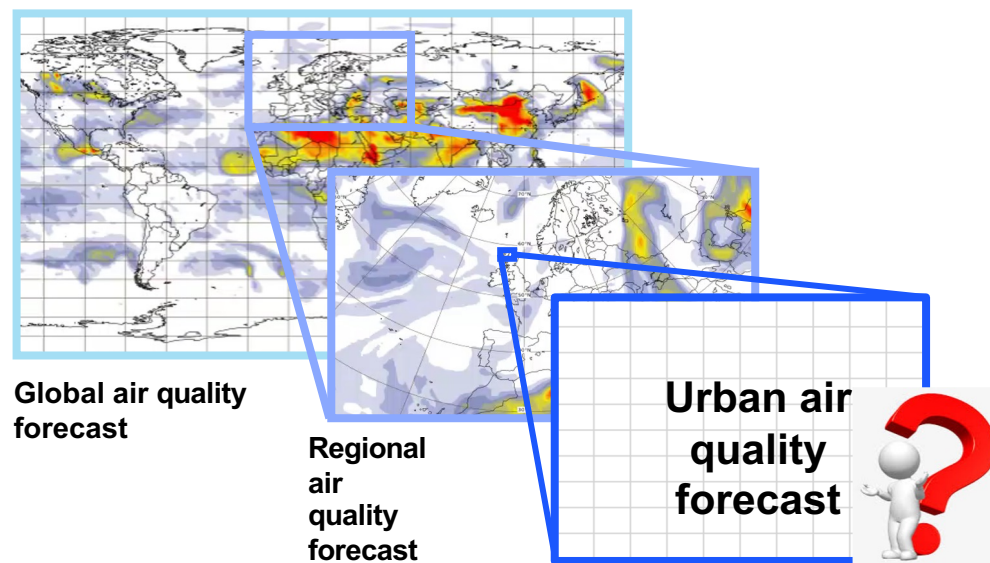 Global air quality
forecast
Regional
air
quality
forecast
Urban air
quality
forecast